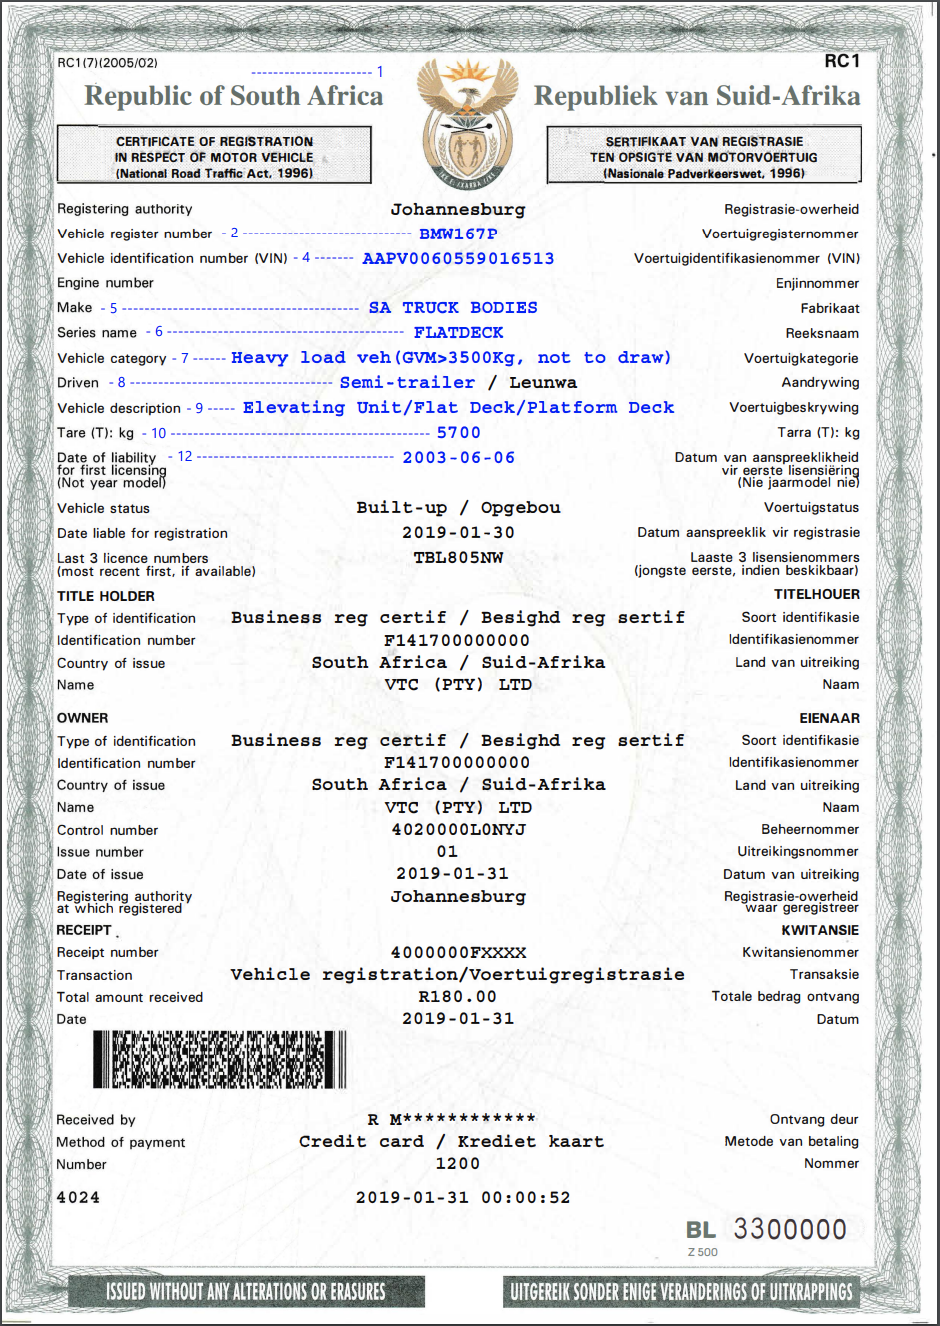 RC1(7)(2005/02)
RC1
1
Republic of South Africa
Republiek van Suid-Afrika
CERTIFICATE OF REGISTRATION
IN RESPECT OF MOTOR VEHICLE
(National Road Traffic Act, 1996)
SERTIFIKAAT VAN REGISTRASIE
TEN OPSIGTE VAN MOTORVOERTUIG
(Nasionale Padverkeerswet, 1996)
Registering authority Johannesburg Registrasie-owerheid
Vehicle register number - 2 BMW167P Voertuigregisternommer
Vehicle identification number (VIN) - 4 AAPV0060559016513 Voertuigidentifikasienommer (VIN)
Engine number Enjinnommer
Make - 5 SA TRUCK BODIES Fabrikaat
Series name - 6 FLATDECK Reeksnaam
Vehicle category - 7 Heavy load veh(GVM>3500Kg, not to draw) Voertuigkategorie
Driven - 8 Semi-trailer / Leunwa Aandrywing
Vehicle description - 9 Elevating Unit/Flat Deck/Platform Deck Voertuigbeskrywing
Tare (T): kg - 10 5700 Tarra (T): kg
Date of liability - 12 2003-06-06 Datum van aanspreeklikheid
for first licensing vir eerste lisensiëring
(Not year model) (Nie jaarmodel nie)
Vehicle status Built-up / Opgebou Voertuigstatus
Date liable for registration 2019-01-30 Datum aanspreeklik vir registrasie
Last 3 licence numbers TBL805NW Laaste 3 lisensienommers
(most recent first, if available) (jongste eerste, indien beskikbaar)
TITLE HOLDER TITELHOUER
Type of identification Business reg certif / Besighd reg sertif Soort identifikasie
Identification number F141700000000 Identifikasienommer
Country of issue South Africa / Suid-Afrika Land van uitreiking
Name VTC (PTY) LTD Naam
OWNER EIENAAR
Type of identification Business reg certif / Besighd reg sertif Soort identifikasie
Identification number F141700000000 Identifikasienommer
Country of issue South Africa / Suid-Afrika Land van uitreiking
Name VTC (PTY) LTD Naam
Control number 4020000L0NYJ Beheernommer
Issue number 01 Uitreikingsnommer
Date of issue 2019-01-31 Datum van uitreiking
Registering authority Johannesburg Registrasie-owerheid
at which registered waar geregistreer
RECEIPT KWITANSIE
Receipt number 4000000FXXXX Kwitansienommer
Transaction Vehicle registration/Voertuigregistrasie Transaksie
Total amount received R180.00 Totale bedrag ontvang
Date 2019-01-31 Datum
Received by R M************ Ontvang deur
Method of payment Credit card / Krediet kaart Metode van betaling
Number 1200 Nommer
4024 2019-01-31 00:00:52
BL 3300000
Z 500
ISSUED WITHOUT ANY ALTERATIONS OR ERASURES
UITGEREIK SONDER ENIGE VERANDERINGS OF UITKRAPPINGS